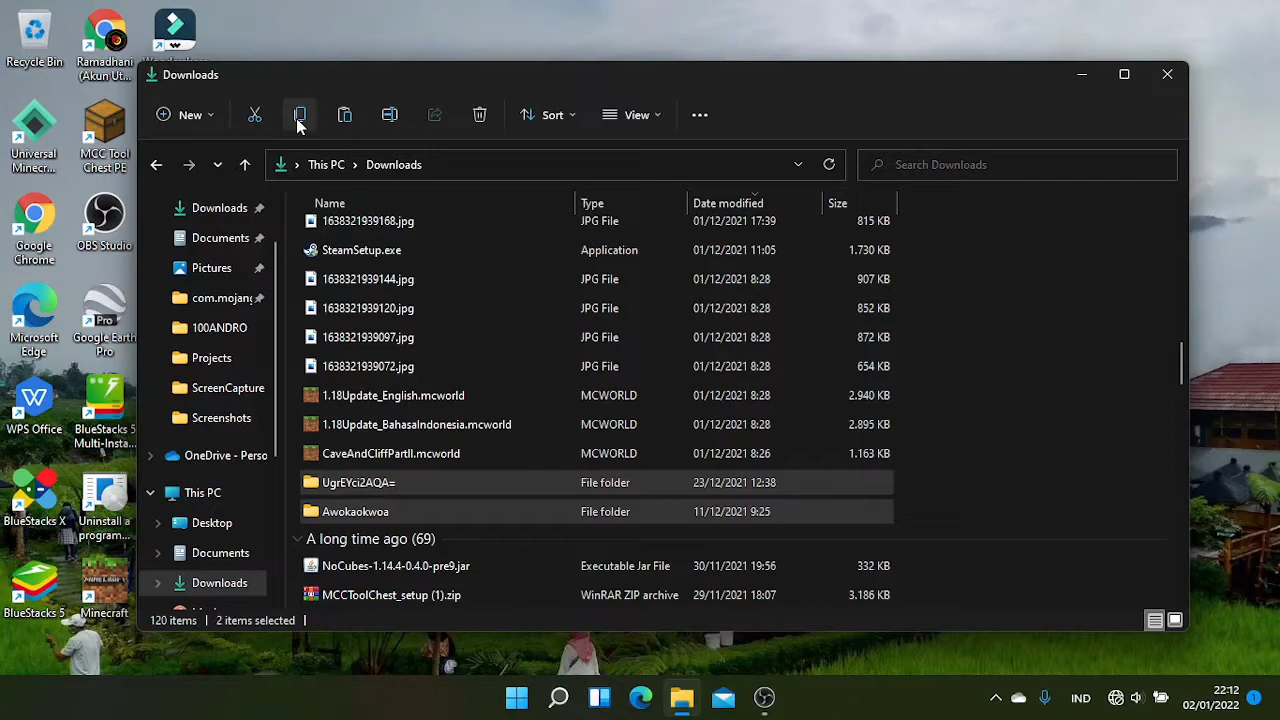 Recycle Bin
Ramadhani
(Akun Ut...
Universal
Minecr...
MCC Tool
Chest PE
Google
Chrome
OBS Studio
Microsoft
Edge
Google Earth
Pro
Pro
WPS Office
BlueStacks 5
Multi-Insta...
BlueStacks X
Uninstall a
program...
BlueStacks 5
Minecraft
Downloads
New
Sort
View
This PC
Downloads
Search Downloads
Downloads
Documents
Pictures
com.mojang
100ANDRO
Projects
ScreenCapture
Screenshots
OneDrive - Perso
This PC
Desktop
Documents
Downloads
Name Type Date modified Size
1638321939168.jpg JPG File 01/12/2021 17:39 815 KB
SteamSetup.exe Application 01/12/2021 11:05 1.730 KB
1638321939144.jpg JPG File 01/12/2021 8:28 907 KB
1638321939120.jpg JPG File 01/12/2021 8:28 852 KB
1638321939097.jpg JPG File 01/12/2021 8:28 872 KB
1638321939072.jpg JPG File 01/12/2021 8:28 654 KB
1.18Update_English.mcworld MCWORLD 01/12/2021 8:28 2.940 KB
1.18Update_BahasaIndonesia.mcworld MCWORLD 01/12/2021 8:28 2.895 KB
CaveAndCliffPartII.mcworld MCWORLD 01/12/2021 8:26 1.163 KB
UgrEYci2AQA= File folder 23/12/2021 12:38
Awokaokwoa File folder 11/12/2021 9:25
A long time ago (69)
NoCubes-1.14.4-0.4.0-pre9.jar Executable Jar File 30/11/2021 19:56 332 KB
MCCToolChest_setup (1).zip WinRAR ZIP archive 29/11/2021 18:07 3.186 KB
120 items 2 items selected
IND
22:12
02/01/2022
1